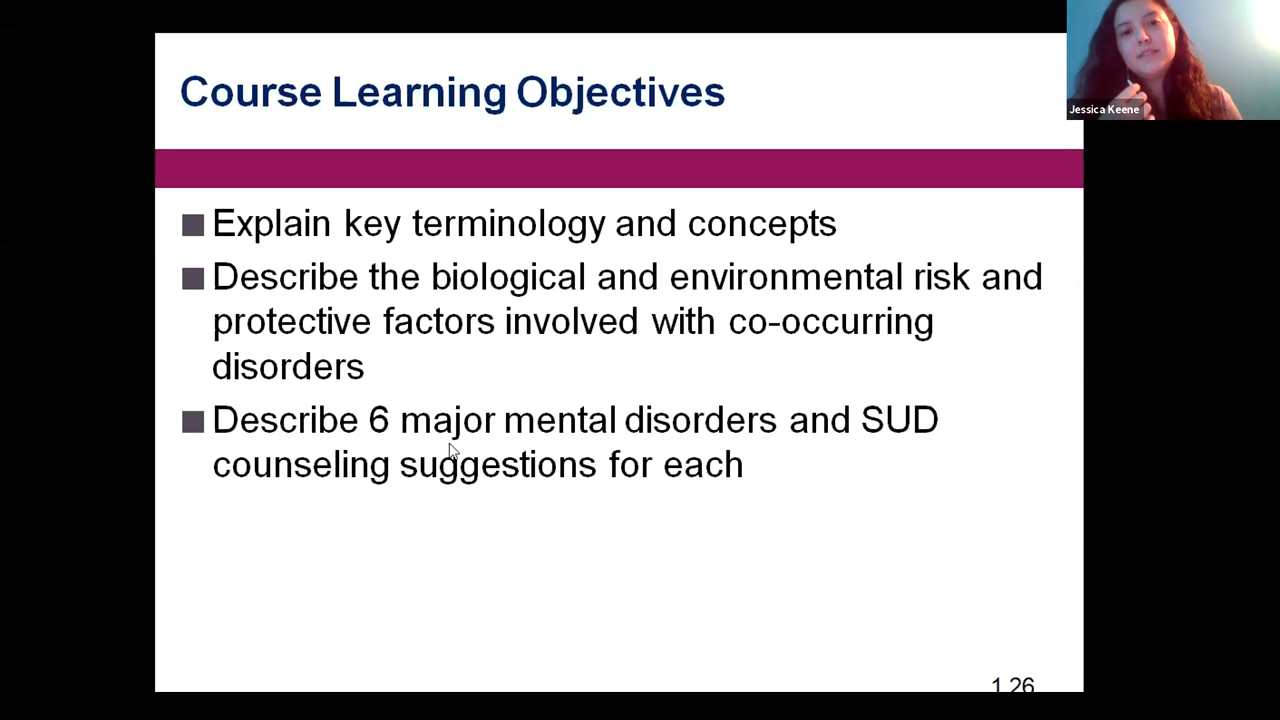 Course Learning Objectives
Jessica Keene
Explain key terminology and concepts
Describe the biological and environmental risk and
protective factors involved with co-occurring
disorders
Describe 6 major mental disorders and SUD
counseling suggestions for each
1.26